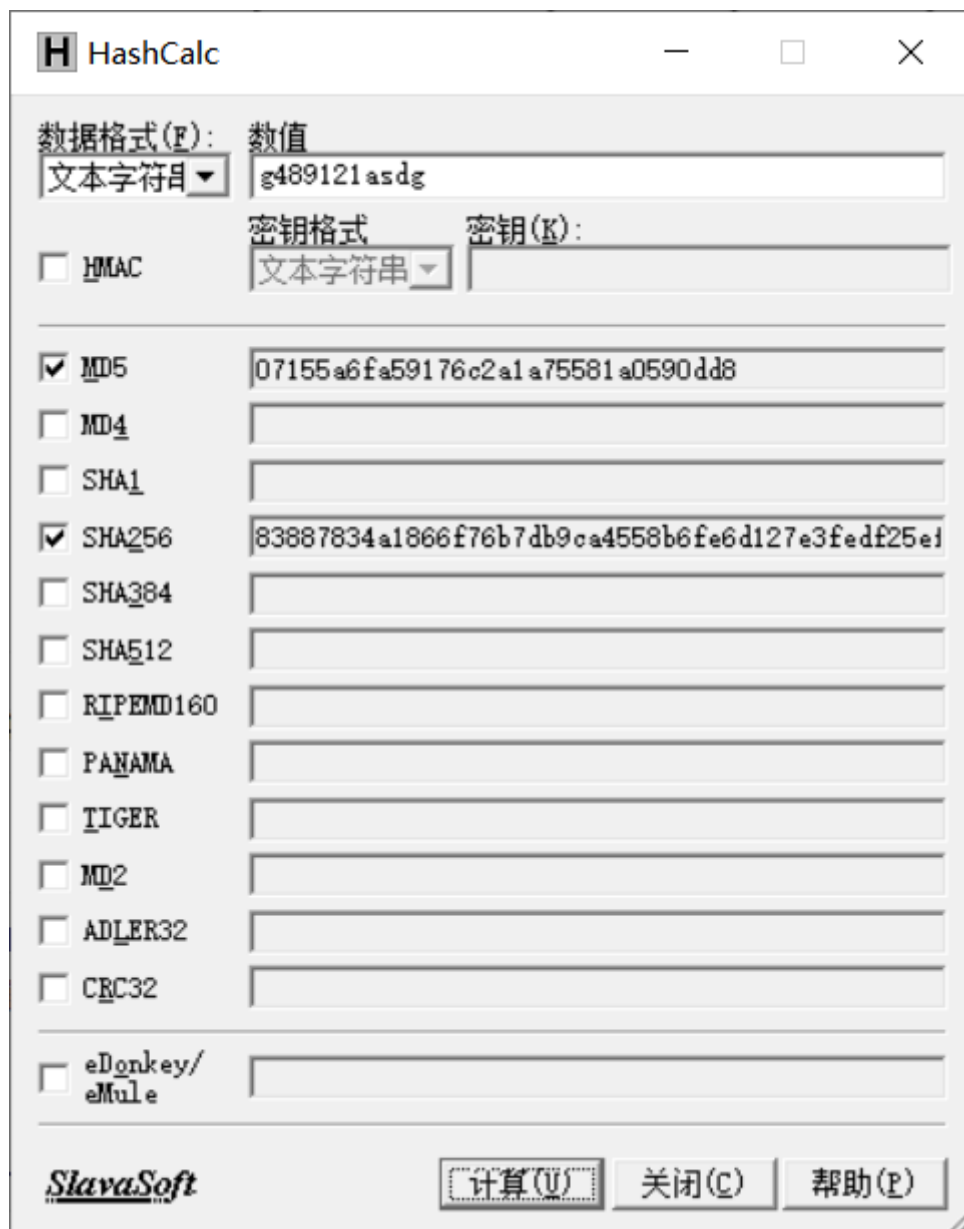 HashCalc
数据格式(F): 数值
文本字符串 g489121asdg
密钥格式 密钥(K):
HMAC 文本字符串
MD5 07155a6fa59176c2a1a75581a0590dd8
MD4
SHA1
SHA256 83887834a1866f76b7db9ca4558b6fe6d127e3fedf25e
SHA384
SHA512
RIPEMD160
PANAMA
TIGER
MD2
ADLER32
CRC32
eDonkey/
eMule
SlavaSoft 计算(U) 关闭(C) 帮助(P)